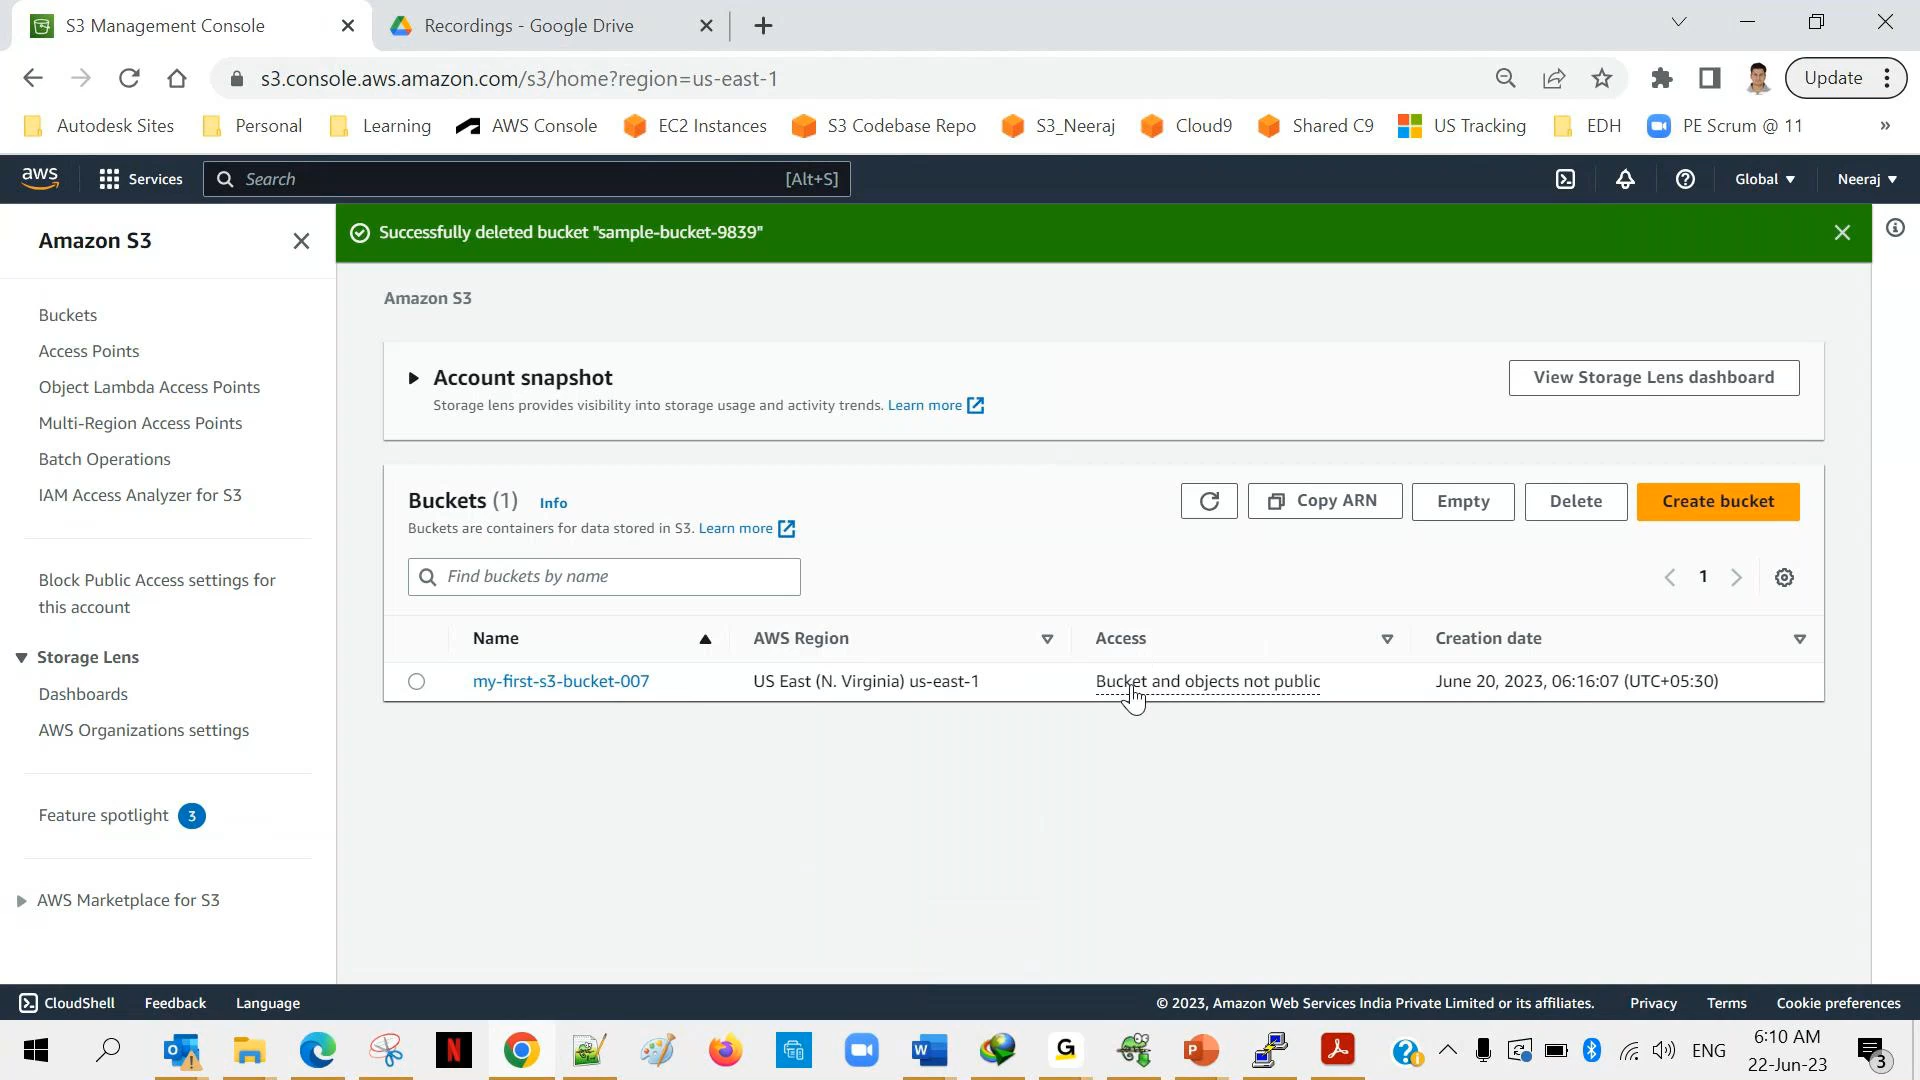 S3 Management Console
Recordings - Google Drive
s3.console.aws.amazon.com/s3/home?region=us-east-1
Update
Autodesk Sites
Personal
Learning
AWS Console
EC2 Instances
S3 Codebase Repo
S3_Neeraj
Cloud9
Shared C9
US Tracking
EDH
PE Scrum @ 11
»
aws
Services
Search
[Alt+S]
Global
Neeraj
Amazon S3
Successfully deleted bucket "sample-bucket-9839"
Buckets
Access Points
Object Lambda Access Points
Multi-Region Access Points
Batch Operations
IAM Access Analyzer for S3
Block Public Access settings for
this account
Storage Lens
Dashboards
AWS Organizations settings
Feature spotlight 3
AWS Marketplace for S3
Amazon S3
Account snapshot
Storage lens provides visibility into storage usage and activity trends. Learn more
View Storage Lens dashboard
Buckets (1) Info
Buckets are containers for data stored in S3. Learn more
Copy ARN
Empty
Delete
Create bucket
Find buckets by name
1
Name
AWS Region
Access
Creation date
my-first-s3-bucket-007
US East (N. Virginia) us-east-1
Bucket and objects not public
June 20, 2023, 06:16:07 (UTC+05:30)
CloudShell
Feedback
Language
© 2023, Amazon Web Services India Private Limited or its affiliates.
Privacy
Terms
Cookie preferences
ENG
6:10 AM
22-Jun-23
3